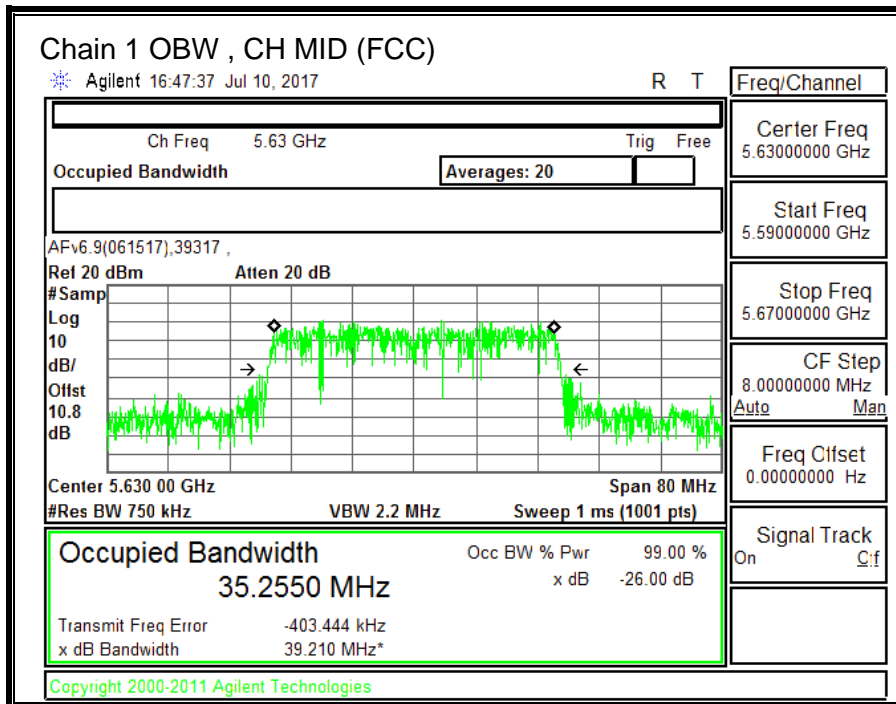 Chain 1 OBW , CH MID (FCC)
Agilent 16:47:37 Jul 10, 2017 R T
Ch Freq 5.63 GHz Trig Free
Occupied Bandwidth Averages: 20
AFv6.9(061517),39317 ,
Ref 20 dBm Atten 20 dB
#Samp
Log
10
dB/
Offst
10.8
dB
Center 5.630 00 GHz Span 80 MHz
#Res BW 750 kHz VBW 2.2 MHz Sweep 1 ms (1001 pts)
Occupied Bandwidth Occ BW % Pwr 99.00 %
35.2550 MHz x dB -26.00 dB
Transmit Freq Error -403.444 kHz
x dB Bandwidth 39.210 MHz*
Copyright 2000-2011 Agilent Technologies
Freq/Channel
Center Freq
5.63000000 GHz
Start Freq
5.59000000 GHz
Stop Freq
5.67000000 GHz
CF Step
8.00000000 MHz
Auto Man
Freq Offset
0.00000000 Hz
Signal Track
On Off